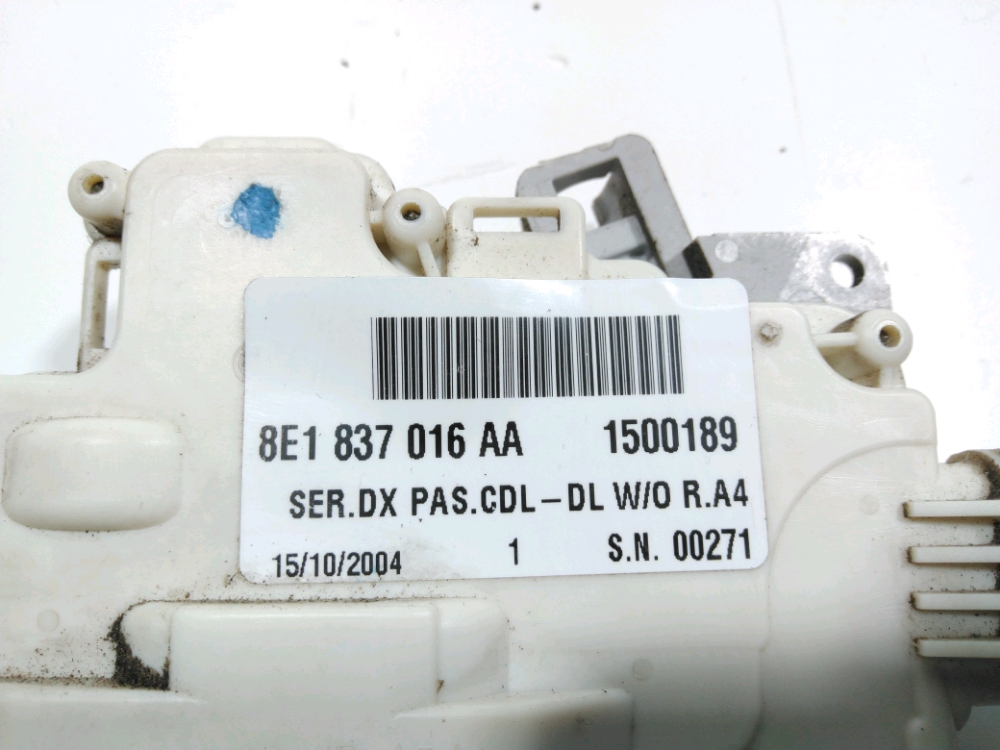 8E1 837 016 AA 1500189
SER.DX PAS.CDL-DL W/O R.A4
15/10/2004 1 S.N. 00271